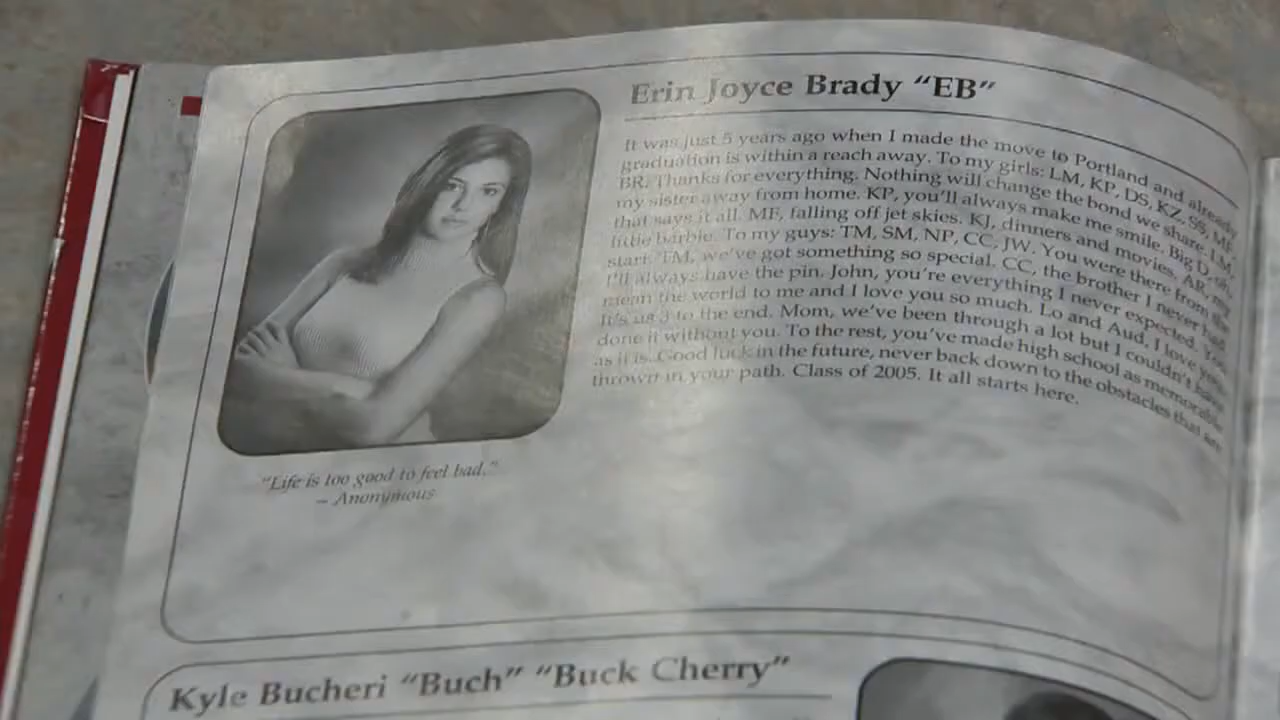 Erin Joyce Brady "EB"
It was just 5 years ago when I made the move to Portland and already
graduation is within a reach away. To my girls: LM, KP, DS, KZ, SS, MF,
BR. Thanks for everything. Nothing will change the bond we share. LM,
my sister away from home. KP, you'll always make me smile. Big D, oh,
that says it all. MF, falling off jet skies. KJ, dinners and movies. AR, my
little barbie. To my guys: TM, SM, NP, CC, JW. You were there from the
start. TM, we've got something so special. CC, the brother I never had
I'll always have the pin. John, you're everything I never expected. You
mean the world to me and I love you so much. Lo and Aud, I love you
It's us 3 to the end. Mom, we've been through a lot but I couldn't have
done it without you. To the rest, you've made high school as memorable
as it is. Good luck in the future, never back down to the obstacles that are
thrown in your path. Class of 2005. It all starts here.
"Life is too good to feel bad."
– Anonymous
Kyle Bucheri "Buch" "Buck Cherry"